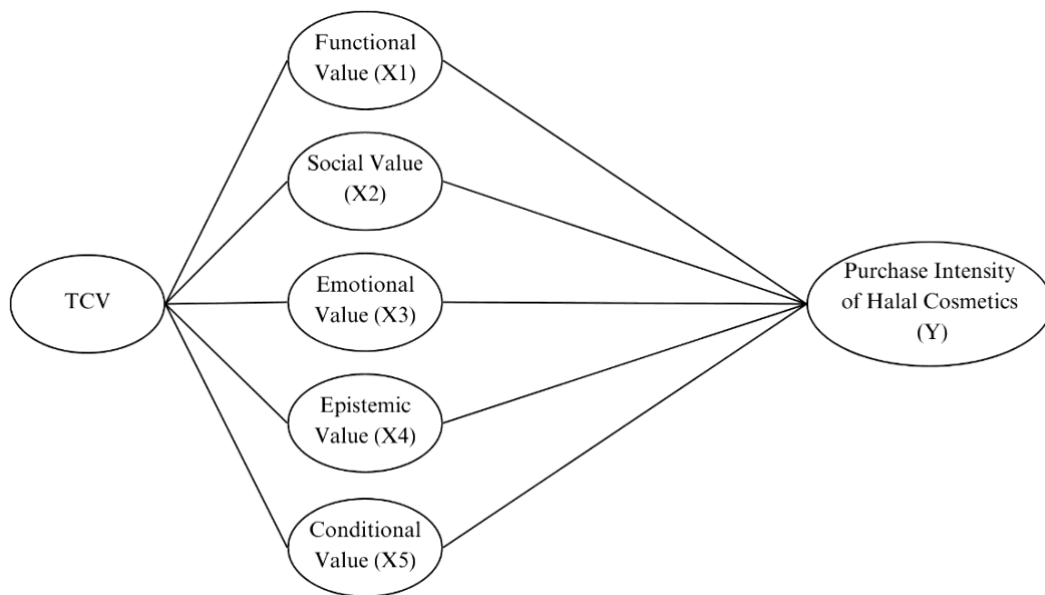 Functional
Value (X1)
Social Value
(X2)
TCV
Emotional
Value (X3)
Purchase Intensity
of Halal Cosmetics
(Y)
Epistemic
Value (X4)
Conditional
Value (X5)